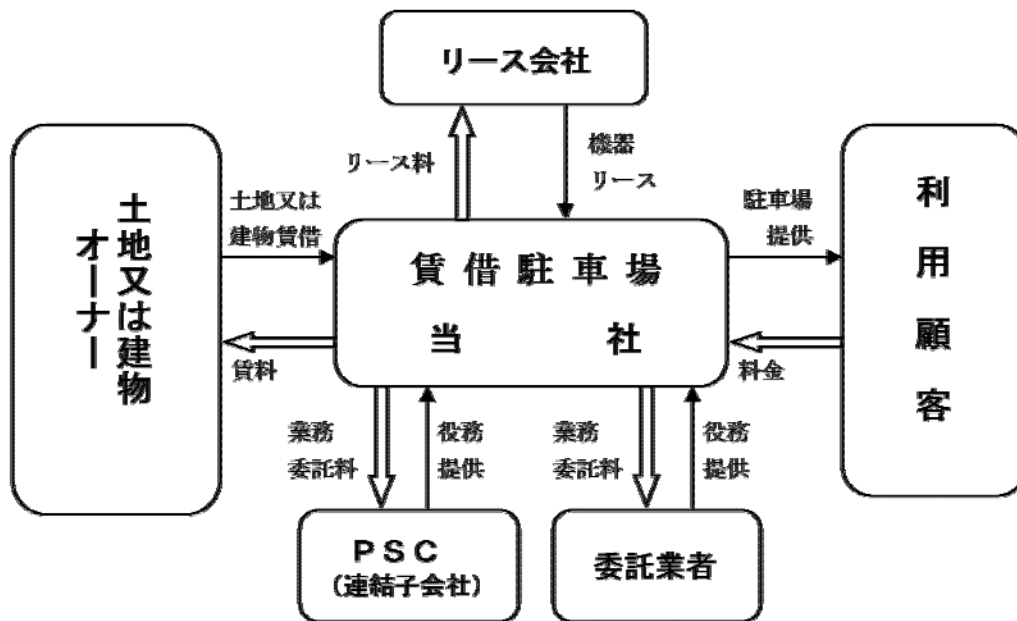 リース会社
リース料
機器
リース
土地又は建物
オーナー
土地又は
建物賃借
賃料
賃借駐車場
当社
駐車場
提供
料金
利用顧客
業務
委託料
役務
提供
業務
委託料
役務
提供
PSC
(連結子会社)
委託業者